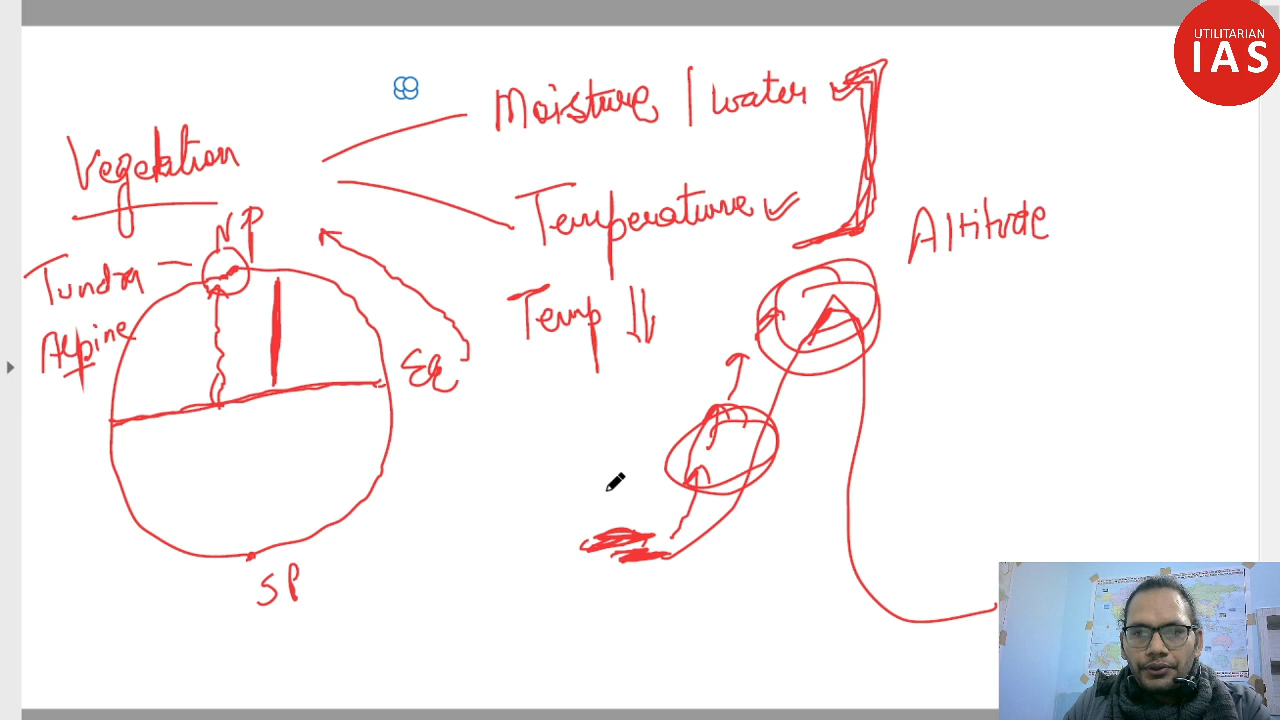 UTILITARIAN
IAS
Moisture / water
Vegetation
Temperature
NP
Altitude
Tundra
Temp
Alpine
Eq
SP